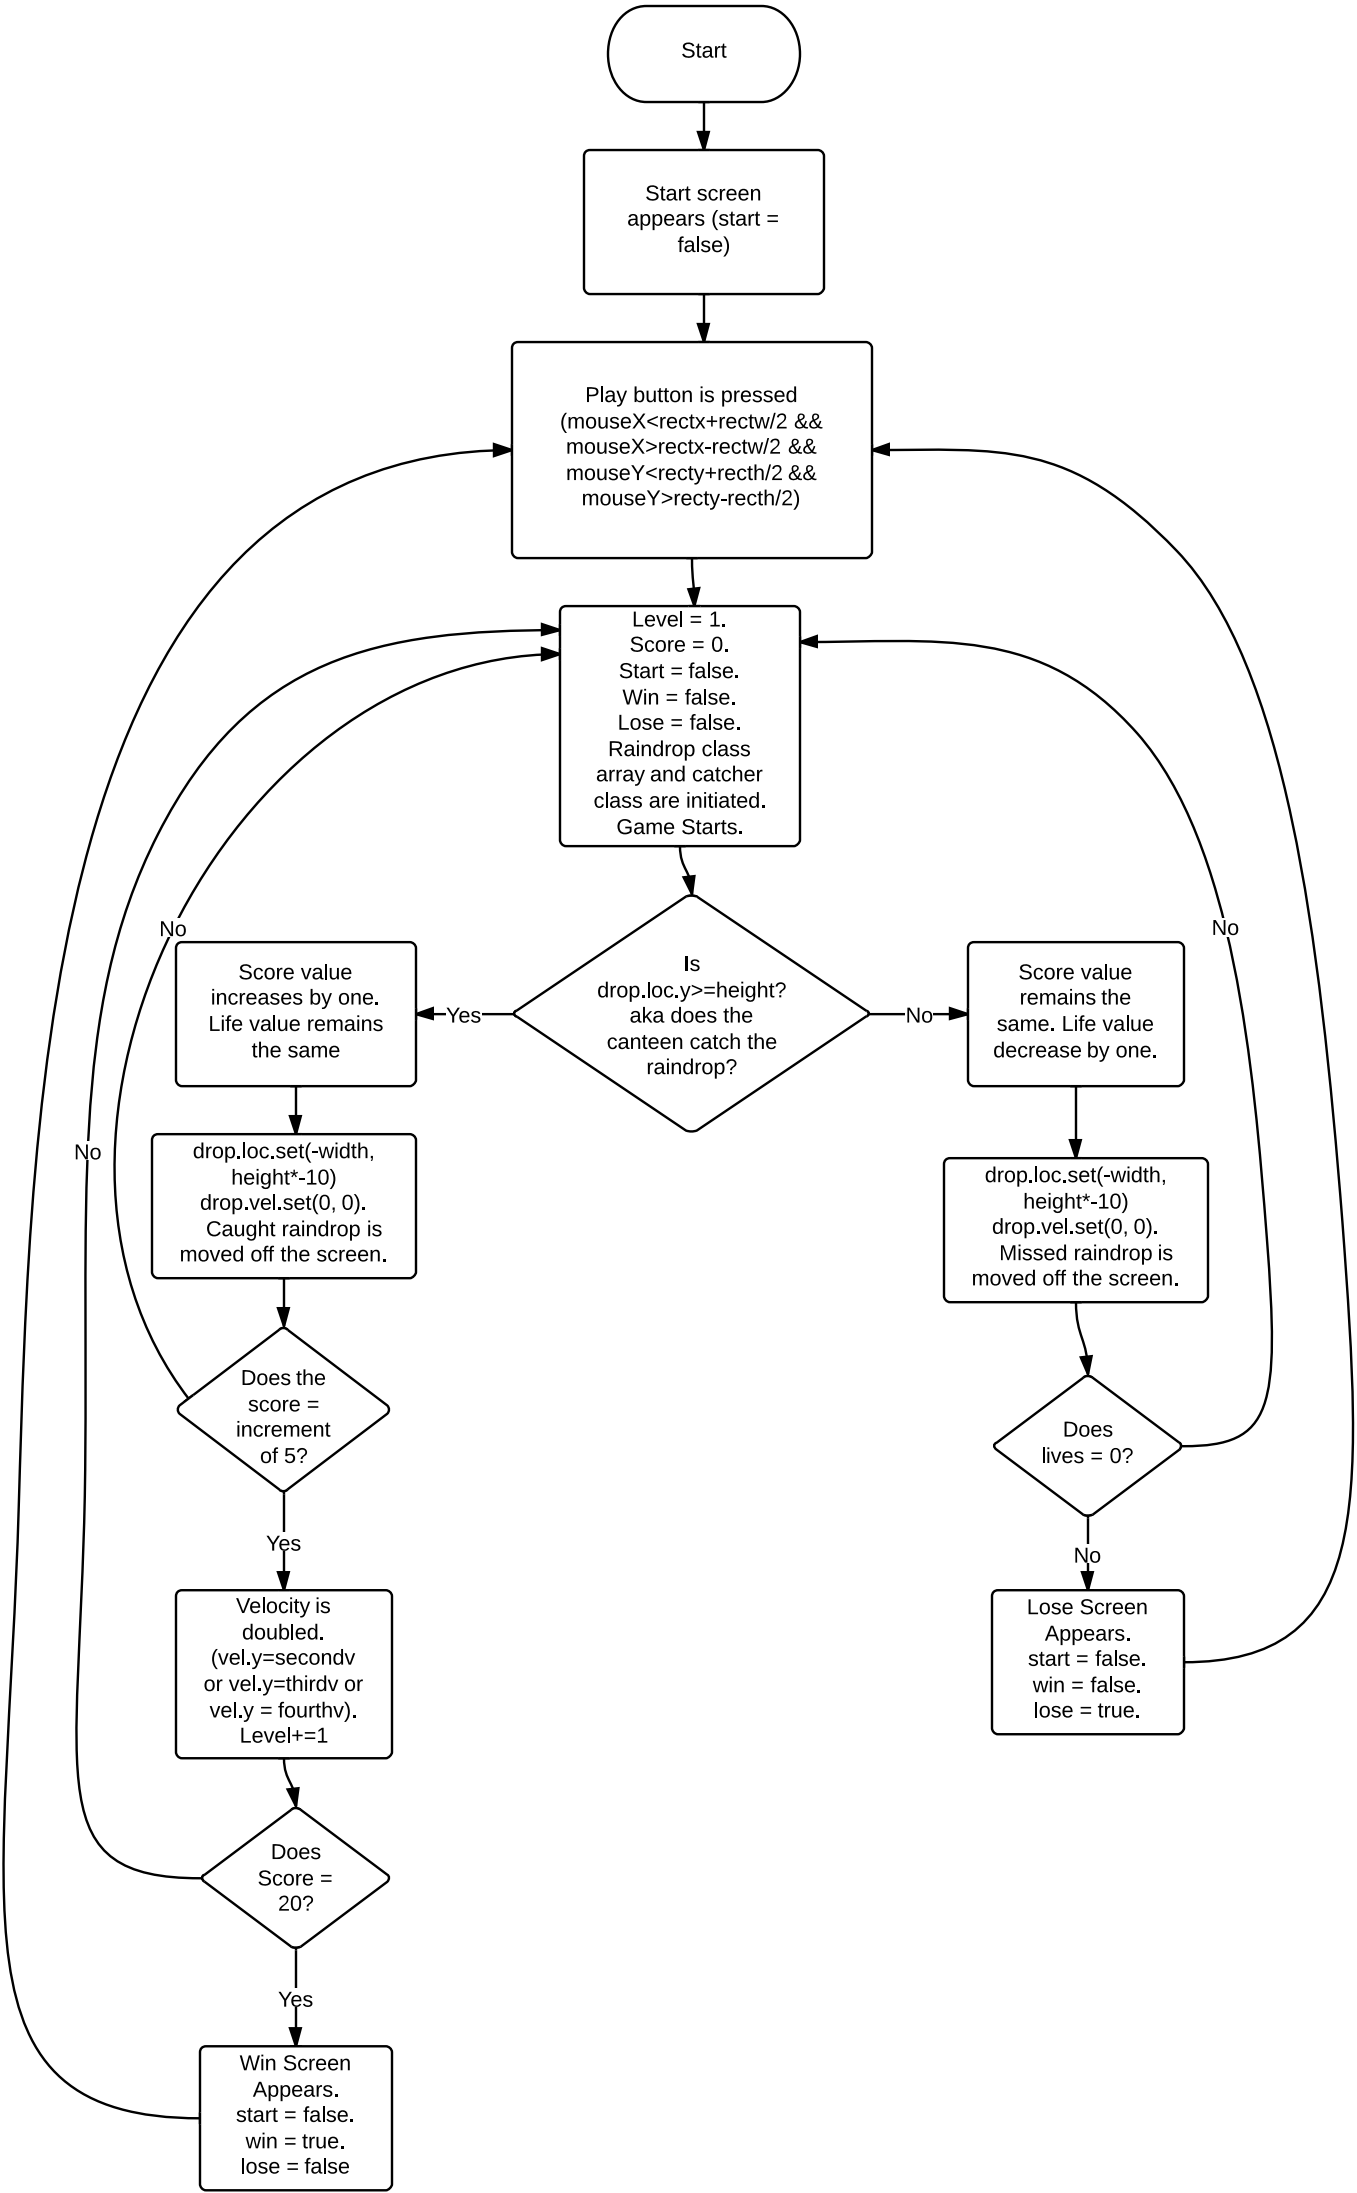 Start
Start screen
appears (start =
false)
Play button is pressed
(mouseX<rectx+rectw/2 &&
mouseX>rectx-rectw/2 &&
mouseY<recty+recth/2 &&
mouseY>recty-recth/2)
Level = 1.
Score = 0.
Start = false.
Win = false.
Lose = false.
Raindrop class
array and catcher
class are initiated.
Game Starts.
Is
drop.loc.y>=height?
aka does the
canteen catch the
raindrop?
Yes
Score value
increases by one.
Life value remains
the same
drop.loc.set(-width,
height*-10)
drop.vel.set(0, 0).
Caught raindrop is
moved off the screen.
Does the
score =
increment
of 5?
No
Yes
Velocity is
doubled.
(vel.y=secondv
or vel.y=thirdv or
vel.y = fourthv).
Level+=1
Does
Score =
20?
No
Yes
Win Screen
Appears.
start = false.
win = true.
lose = false
No
Score value
remains the
same. Life value
decrease by one.
drop.loc.set(-width,
height*-10)
drop.vel.set(0, 0).
Missed raindrop is
moved off the screen.
Does
lives = 0?
No
No
Lose Screen
Appears.
start = false.
win = false.
lose = true.